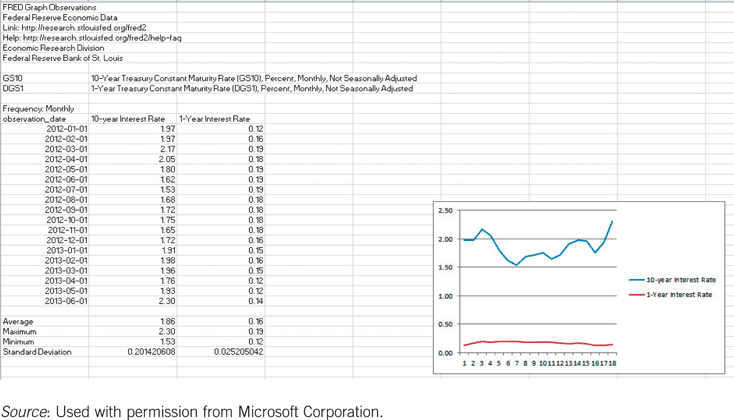 FRED Graph Observations
Federal Reserve Economic Data
Link: http://research.stlouisfed.org/fred2
Help: http://research.stlouisfed.org/fred2/help-faq
Economic Research Division
Federal Reserve Bank of St. Louis
GS10 10-Year Treasury Constant Maturity Rate (GS10), Percent, Monthly, Not Seasonally Adjusted
DGS1 1-Year Treasury Constant Maturity Rate (DGS1), Percent, Monthly, Not Seasonally Adjusted
Frequency: Monthly
observation_date 10-year Interest Rate 1-Year Interest Rate
2012-01-01 1.97 0.12
2012-02-01 1.97 0.16
2012-03-01 2.17 0.19
2012-04-01 2.05 0.18
2012-05-01 1.80 0.19
2012-06-01 1.62 0.19
2012-07-01 1.53 0.19
2012-08-01 1.68 0.18
2012-09-01 1.72 0.18
2012-10-01 1.75 0.18
2012-11-01 1.65 0.18
2012-12-01 1.72 0.16
2013-01-01 1.91 0.15
2013-02-01 1.98 0.16
2013-03-01 1.96 0.15
2013-04-01 1.76 0.12
2013-05-01 1.93 0.12
2013-06-01 2.30 0.14
Average 1.86 0.16
Maximum 2.30 0.19
Minimum 1.53 0.12
Standard Deviation 0.201420608 0.025205042
2.50
2.00
1.50
1.00
0.50
0.00
1 2 3 4 5 6 7 8 9 10 11 12 13 14 15 16 17 18
10-year Interest Rate
1-Year Interest Rate
Source: Used with permission from Microsoft Corporation.